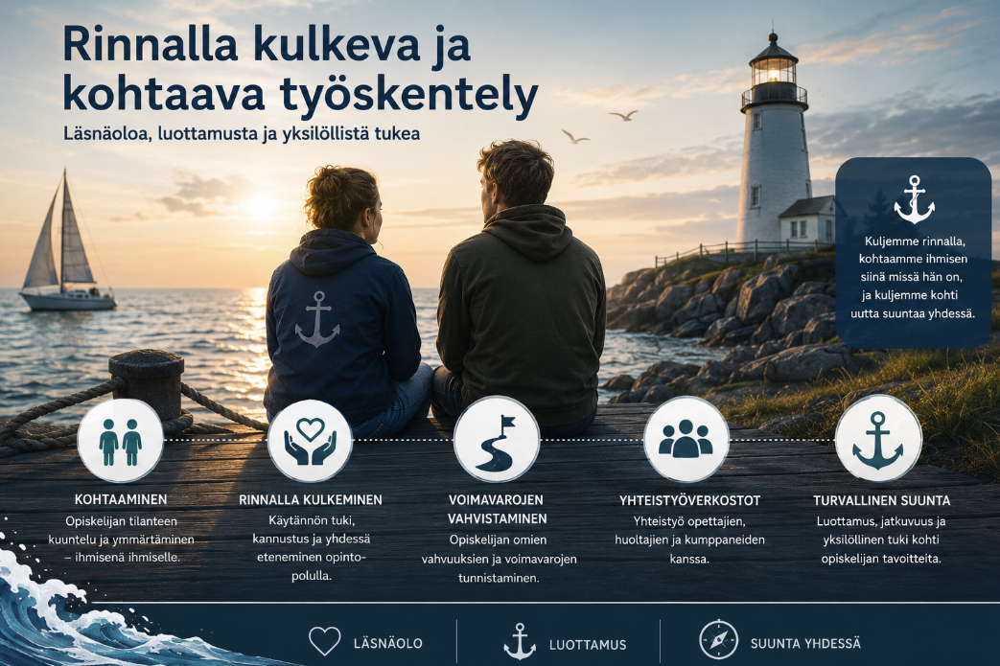 Rinnalla kulkeva ja
kohtaava työskentely
Läsnäoloa, luottamusta ja yksilöllistä tukea
Kuljemme rinnalla,
kohtaamme ihmisen
siinä missä hän on,
ja kuljemme kohti
uutta suuntaa yhdessä.
KOHTAAMINEN
Opiskelijan tilanteen
kuuntelu ja ymmärtäminen
– ihmisenä ihmiselle.
RINNALLA KULKEMINEN
Käytännön tuki,
kannustus ja yhdessä
eteneminen opinto-
polulla.
VOIMAVAROJEN
VAHVISTAMINEN
Opiskelijan omien
vahvuuksien ja voimavarojen
tunnistaminen.
YHTEISTYÖVERKOSTOT
Yhteistyö opettajien,
huoltajien ja kumppaneiden
kanssa.
TURVALLINEN SUUNTA
Luottamus, jatkuvuus ja
yksilöllinen tuki kohti
opiskelijan tavoitteita.
LÄSNÄOLO
LUOTTAMUS
SUUNTA YHDESSÄ